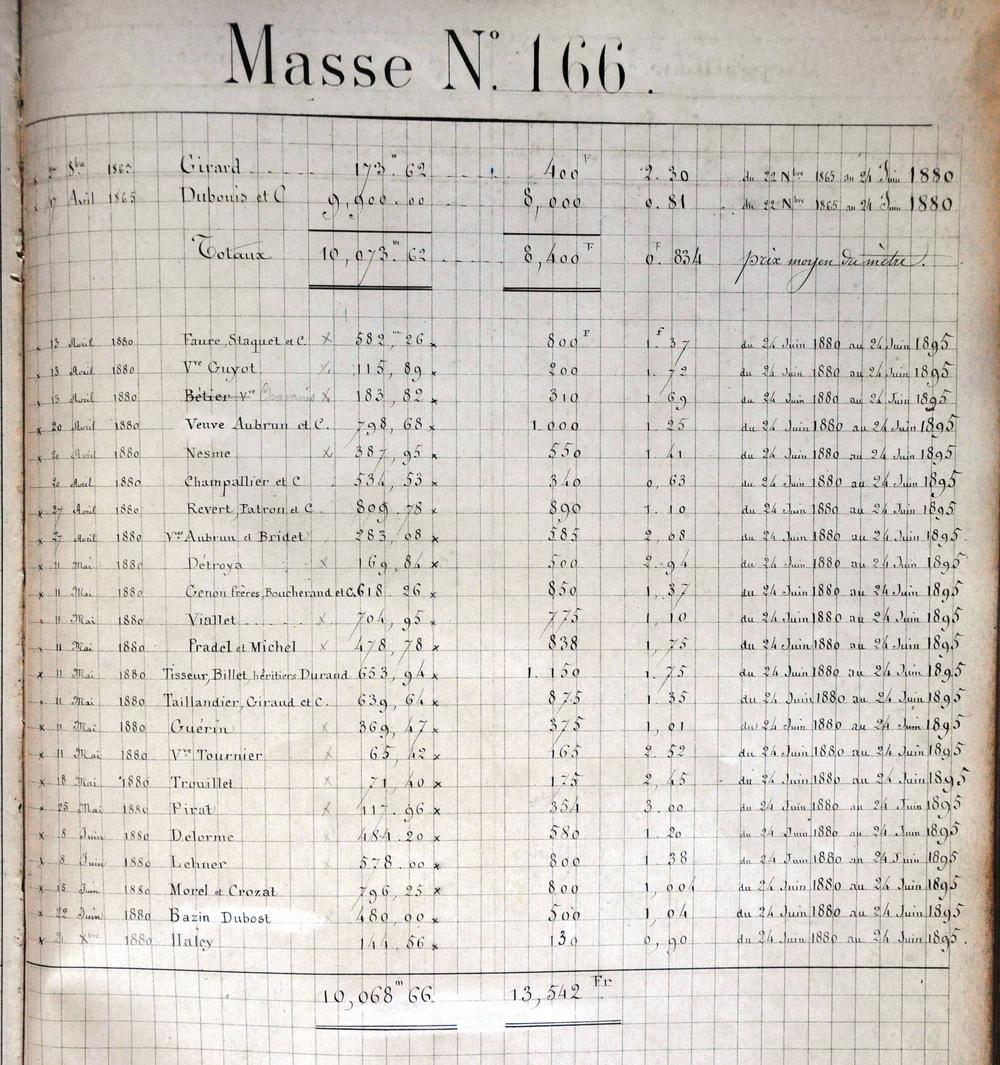 Masse Nº 166.
27 8bre 1863 Girard 173.m 62 400F 2.30 du 22 Nbre 1865 au 24 Juin 1880
17 Avril 1865 Dubouis et C 9,900.00 8,000 0.81 du 22 Nbre 1865 au 24 Juin 1880
Totaux 10,073.m 62 8,400F 0.F 834 prix moyen du mètre.
x 13 Avril 1880 Faure, Staquet et C. x 582,m 26 x 800F 1.F 37 du 24 Juin 1880 au 24 Juin 1895
x 13 Avril 1880 Vve Guyot x 115, 89 x 200 1. 72 du 24 Juin 1880 au 24 Juin 1895
x 13 Avril 1880 Bétier Vve x 183, 82 x 310 1, 69 du 24 Juin 1880 au 24 Juin 1895
x 20 Avril 1880 Veuve Aubrun et C. 798, 68 x 1.000 1. 25 du 24 Juin 1880 au 24 Juin 1895
x 20 Avril 1880 Nesme x 387, 95 x 550 1. 41 du 24 Juin 1880 au 24 Juin 1895
x 20 Avril 1880 Champallier et C 534, 53 x 340 0, 63 du 24 Juin 1880 au 24 Juin 1895
x 27 Avril 1880 Revert, Patron et C. 809.78 x 890 1.10 du 24 Juin 1880 au 24 Juin 1895
x 27 Avril 1880 Vve Aubrun et Bridet 283, 08 x 585 2, 08 du 24 Juin 1880 au 24 Juin 1895.
x 11 Mai 1880 Détroyà x 169, 84 x 500 2.94 du 24 Juin 1880 au 24 Juin 1895
x 11 Mai 1880 Genon frères, Boucherand et C. 618, 26 x 850 1, 37 du 24 Juin 1880 au 24 Juin 1895
x 11 Mai 1880 Viallet x 704, 95 x 775 1, 10 du 24 Juin 1880 au 24 Juin 1895
x 11 Mai 1880 Pradel et Michel x 478, 78 x 838 1, 75 du 24 Juin 1880 au 24 Juin 1895
x 11 Mai 1880 Tisseur, Billet, héritiers Durand 653, 94 x 1.150 1. 75 du 24 Juin 1880 au 24 Juin 1895
x 11 Mai 1880 Taillandier, Giraud et C. 639, 64 x 875 1. 35 du 24 Juin 1880 au 24 Juin 1895
x 11 Mai 1880 Guérin x 369, 47 x 375 1, 01 du 24 Juin 1880 au 24 Juin 1895
x 11 Mai 1880 Vve Tournier x 65, 42 x 165 2. 52 du 24 Juin 1880 au 24 Juin 1895
x 18 Mai 1880 Trouillet x 71, 40 x 175 2, 45 du 24 Juin 1880 au 24 Juin 1895
x 25 Mai 1880 Pirat x 117.96 x 354 3.00 du 24 Juin 1880 au 24 Juin 1895
x 8 Juin 1880 Delorme x 484.20 x 580 1.20 du 24 Juin 1880 au 24 Juin 1895
x 8 Juin 1880 Lehner x 578.00 x 800 1.38 du 24 Juin 1880 au 24 Juin 1895
x 15 Juin 1880 Morel et Crozat 796, 25 x 800 1, 004 du 24 Juin 1880 au 24 Juin 1895
x 22 Juin 1880 Bazin Dubost x 480, 00 x 500 1, 04 du 24 Juin 1880 au 24 Juin 1895
x 21 Xbre 1880 Haley x 144, 56 x 130 0, 90 du 24 Juin 1880 au 24 Juin 1895.
10,068m 66 13,542 Fr.